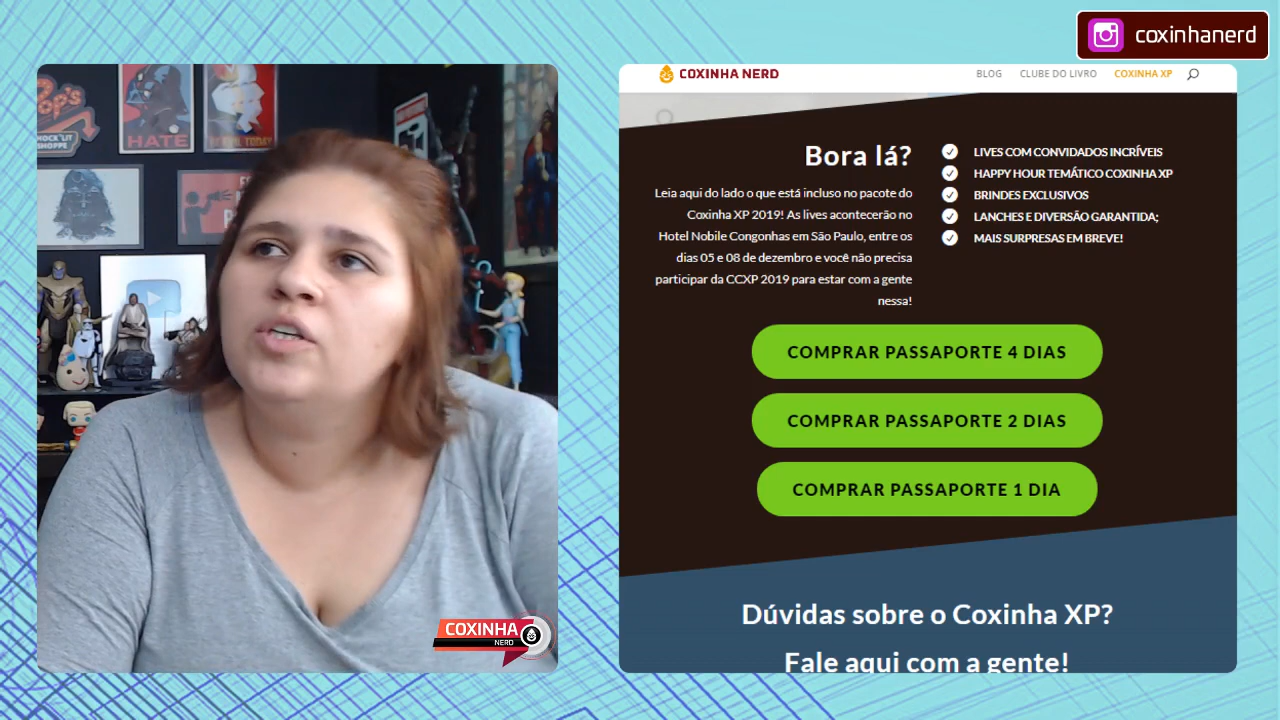 coxinhanerd
COXINHA NERD
BLOG
CLUBE DO LIVRO
COXINHA XP
Bora lá?
Leia aqui do lado o que está incluso no pacote do
Coxinha XP 2019! As lives acontecerão no
Hotel Nobile Congonhas em São Paulo, entre os
dias 05 e 08 de dezembro e você não precisa
participar da CCXP 2019 para estar com a gente
nessa!
LIVES COM CONVIDADOS INCRÍVEIS
HAPPY HOUR TEMÁTICO COXINHA XP
BRINDES EXCLUSIVOS
LANCHES E DIVERSÃO GARANTIDA;
MAIS SURPRESAS EM BREVE!
COMPRAR PASSAPORTE 4 DIAS
COMPRAR PASSAPORTE 2 DIAS
COMPRAR PASSAPORTE 1 DIA
Dúvidas sobre o Coxinha XP?
Fale aqui com a gente!
HATE
COXINHA
NERD